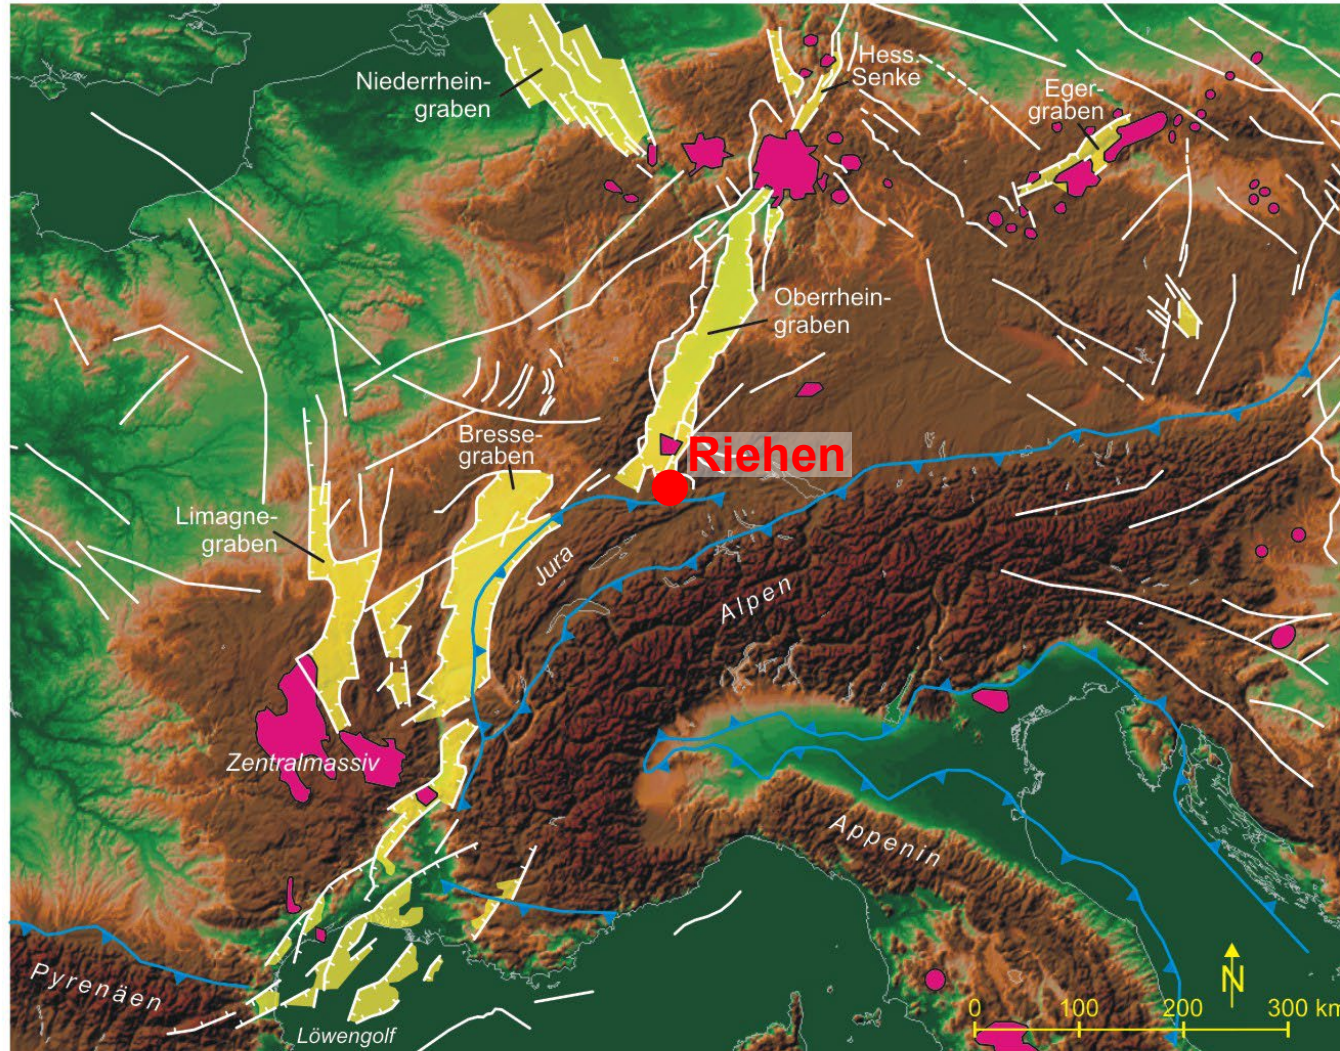 Niederrhein-
graben
Hess.
Senke
Eger-
graben
Oberrhein-
graben
Bresse-
graben
Riehen
Limagne-
graben
Jura
Alpen
Zentralmassiv
Appenin
Pyrenäen
Löwengolf
N
0 100 200 300 km